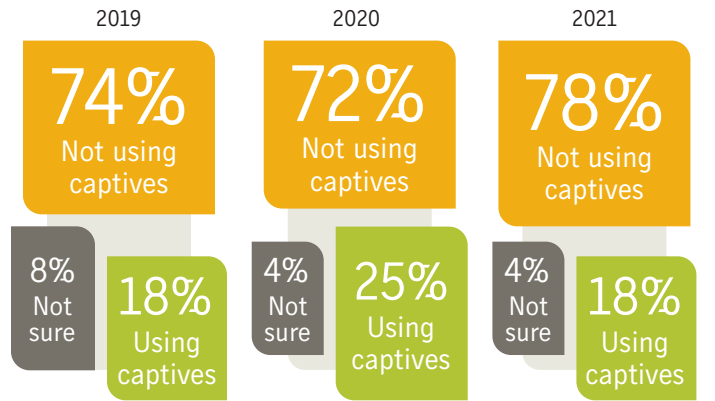 2019
74%
Not using
captives
8%
Not
sure
18%
Using
captives
2020
72%
Not using
captives
4%
Not
sure
25%
Using
captives
2021
78%
Not using
captives
4%
Not
sure
18%
Using
captives